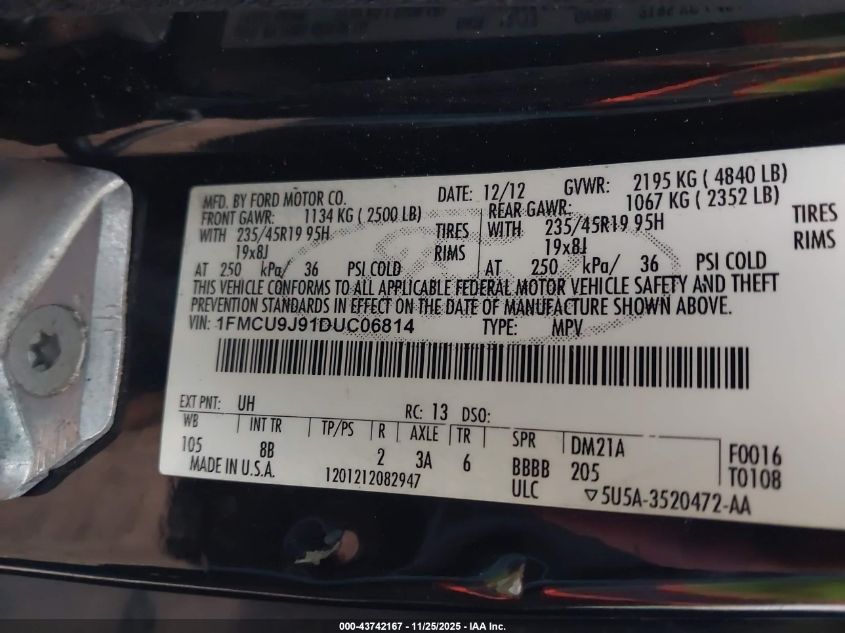 MFD. BY FORD MOTOR CO. DATE: 12/12 GVWR: 2195 KG ( 4840 LB)
FRONT GAWR: 1134 KG ( 2500 LB) REAR GAWR: 1067 KG ( 2352 LB)
WITH 235/45R19 95H TIRES WITH 235/45R19 95H TIRES
19x8J RIMS 19x8J RIMS
AT 250 kPa/ 36 PSI COLD AT 250 kPa/ 36 PSI COLD
THIS VEHICLE CONFORMS TO ALL APPLICABLE FEDERAL MOTOR VEHICLE SAFETY AND THEFT
PREVENTION STANDARDS IN EFFECT ON THE DATE OF MANUFACTURE SHOWN ABOVE.
VIN: 1FMCU9J91DUC06814 TYPE: MPV
EXT PNT: UH RC: 13 DSO:
WB INT TR TP/PS R AXLE TR SPR DM21A F0016
105 8B 2 3A 6 BBBB 205 T0108
MADE IN U.S.A. 1201212082947 ULC ▽5U5A-3520472-AA
000-43742167 - 11/25/2025 - IAA Inc.